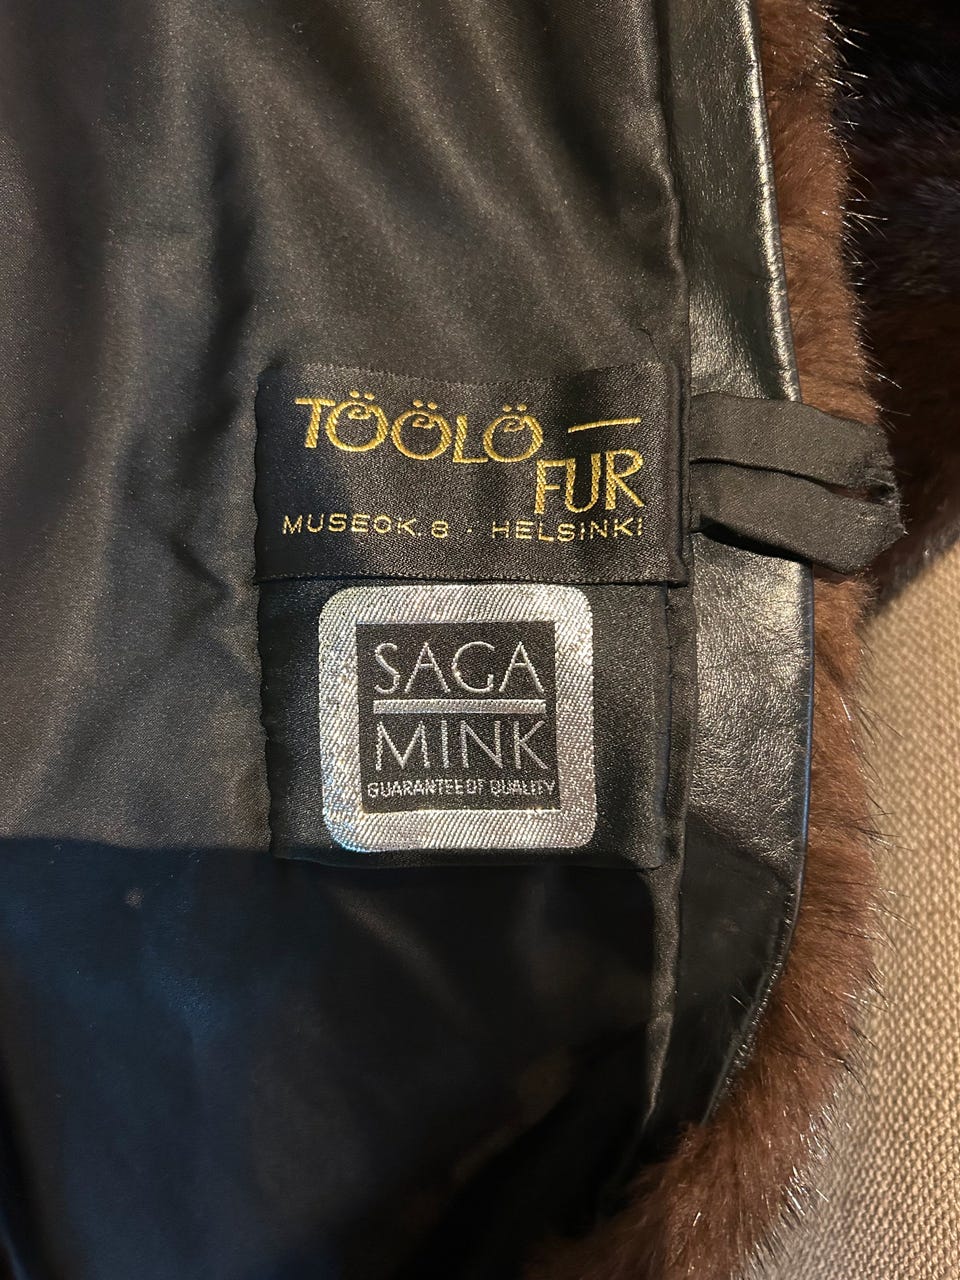 TÖÖLÖ
FUR
MUSEOK. 8 · HELSINKI
SAGA
MINK
GUARANTEE OF QUALITY